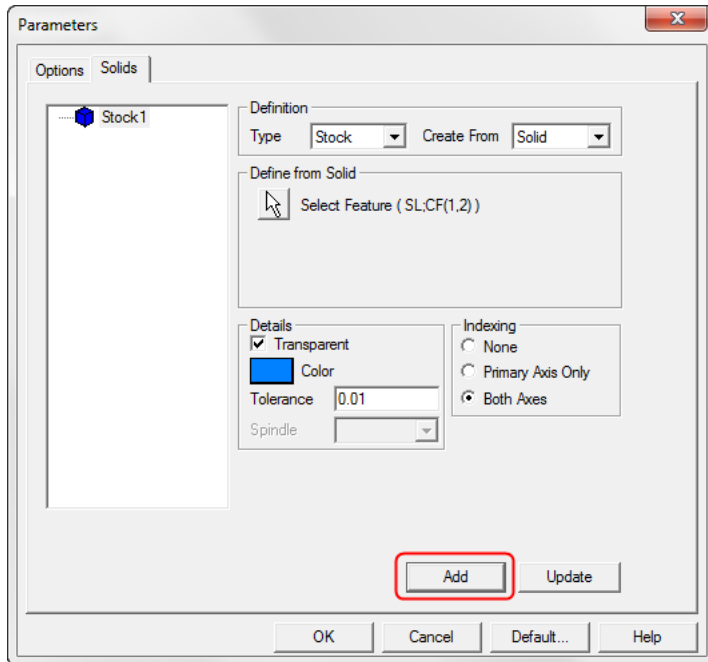 Parameters
Options Solids
Stock1
Definition
Type Stock Create From Solid
Define from Solid
Select Feature ( SL;CF(1,2) )
Details
Transparent
Color
Tolerance 0.01
Spindle
Indexing
None
Primary Axis Only
Both Axes
Add Update
OK Cancel Default... Help